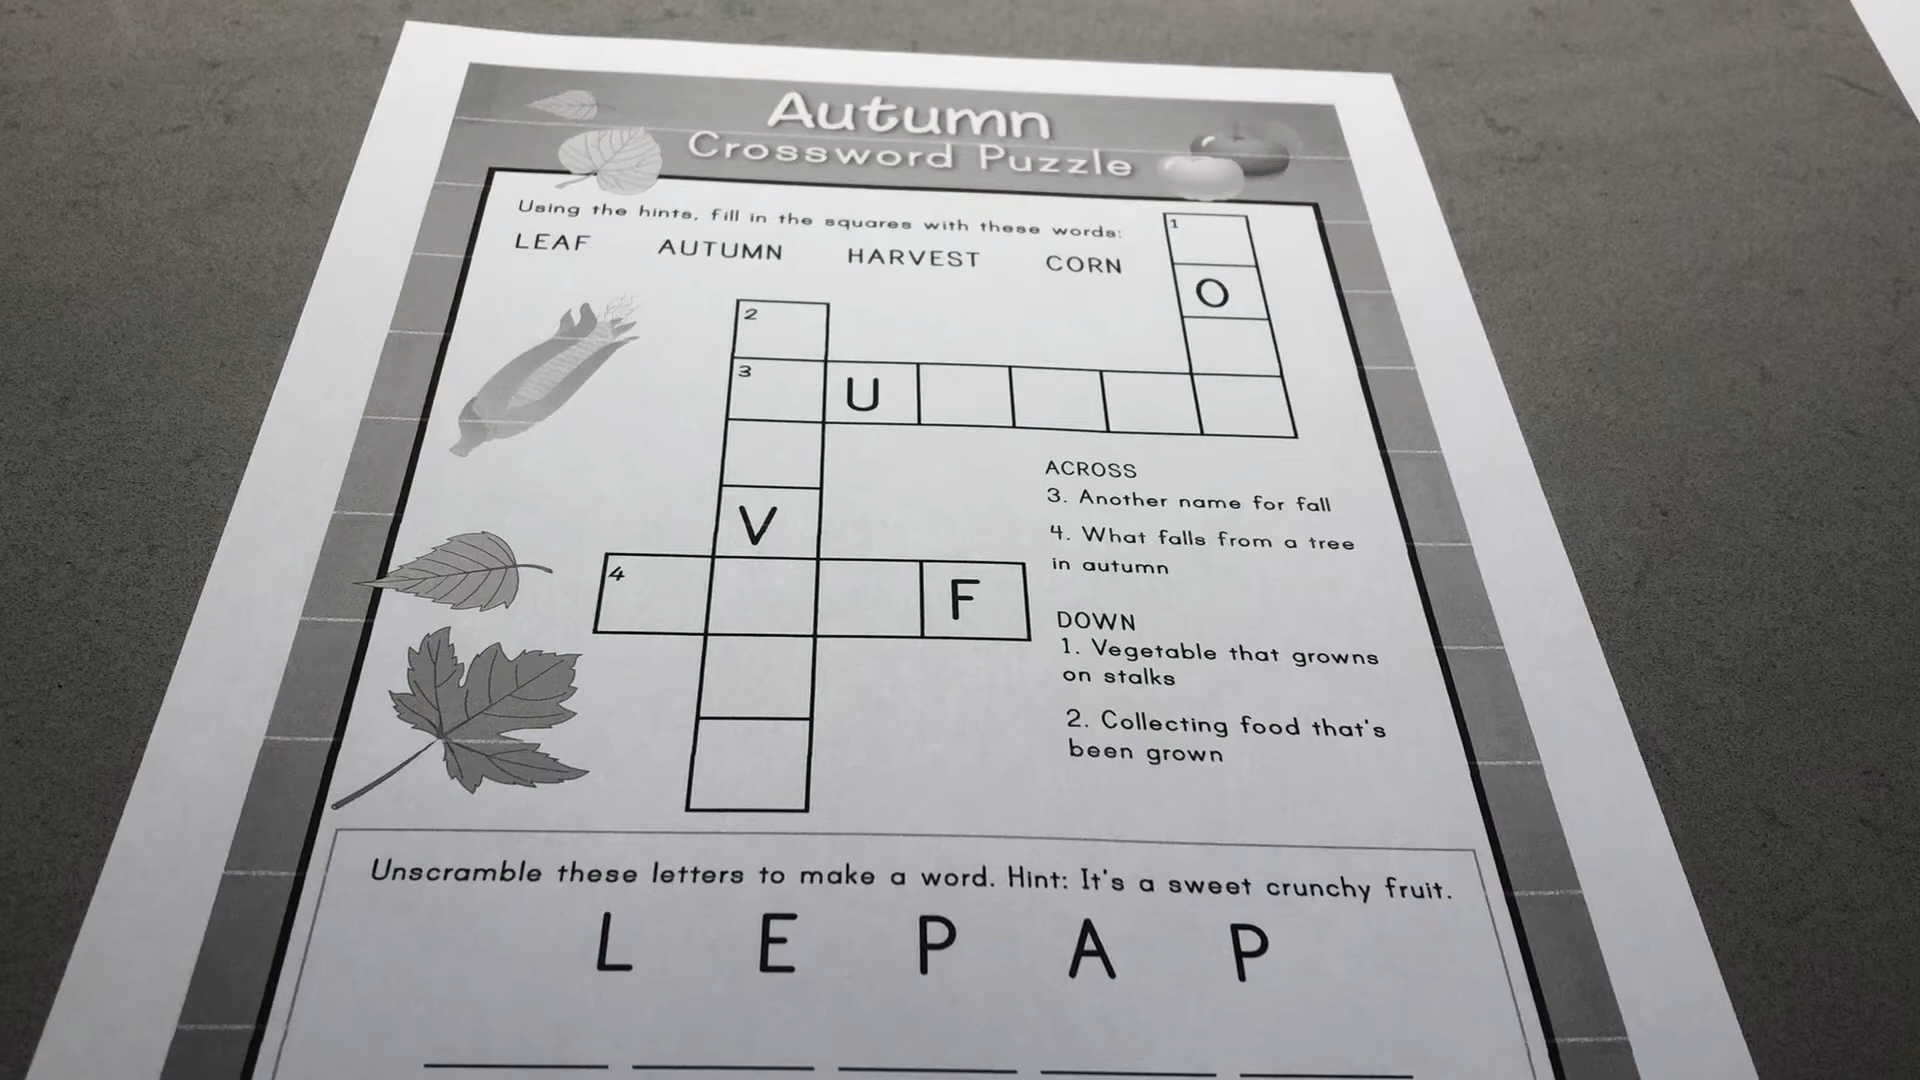 Autumn
Crossword Puzzle
Using the hints, fill in the squares with these words:
LEAF AUTUMN HARVEST CORN
1
O
2
3 U
V
4 F
ACROSS
3. Another name for fall
4. What falls from a tree
in autumn
DOWN
1. Vegetable that growns
on stalks
2. Collecting food that's
been grown
Unscramble these letters to make a word. Hint: It's a sweet crunchy fruit.
L E P A P